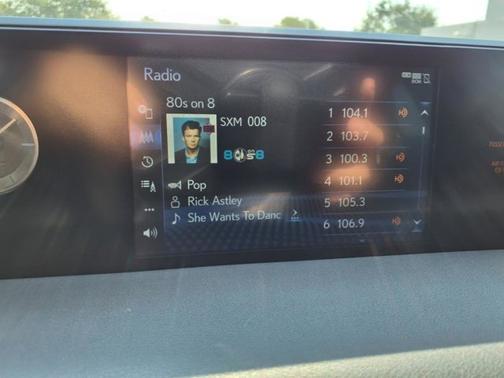 Radio
80s on 8
SXM 008
80s8
Pop
Rick Astley
She Wants To Danc
1 104.1
2 103.7
3 100.3
4 101.1
5 105.3
6 106.9